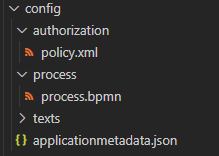 config
authorization
policy.xml
process
process.bpmn
texts
applicationmetadata.json